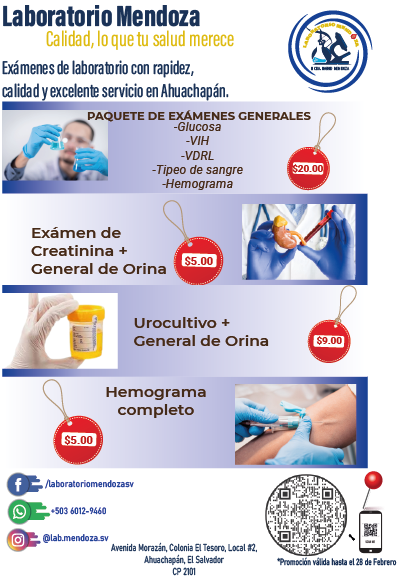 Laboratorio Mendoza
Calidad, lo que tu salud merece
Exámenes de laboratorio con rapidez,
calidad y excelente servicio en Ahuachapán.
PAQUETE DE EXÁMENES GENERALES
-Glucosa
-VIH
-VDRL
-Tipeo de sangre
-Hemograma
$20.00
Exámen de
Creatinina +
General de Orina
$5.00
Urocultivo +
General de Orina
$9.00
Hemograma
completo
$5.00
/laboratoriomendozasv
+503 6012-9460
@lab.mendoza.sv
Avenida Morazán, Colonia El Tesoro, Local #2,
Ahuachapán, El Salvador
CP 2101
*Promoción válida hasta el 28 de Febrero